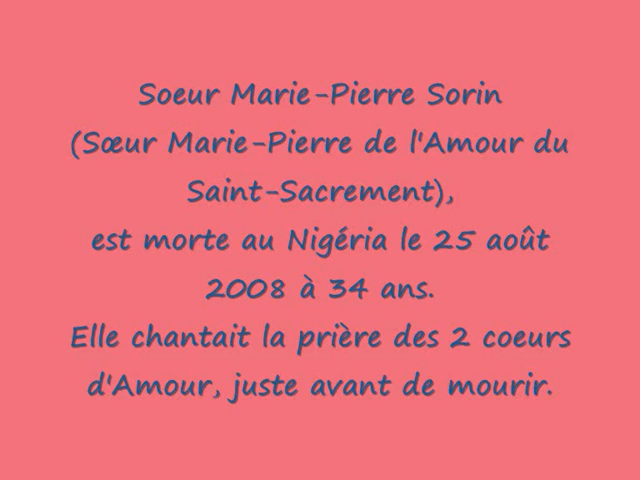 Soeur Marie-Pierre Sorin
(Sœur Marie-Pierre de l'Amour du
Saint-Sacrement),
est morte au Nigéria le 25 août
2008 à 34 ans.
Elle chantait la prière des 2 coeurs
d'Amour, juste avant de mourir.